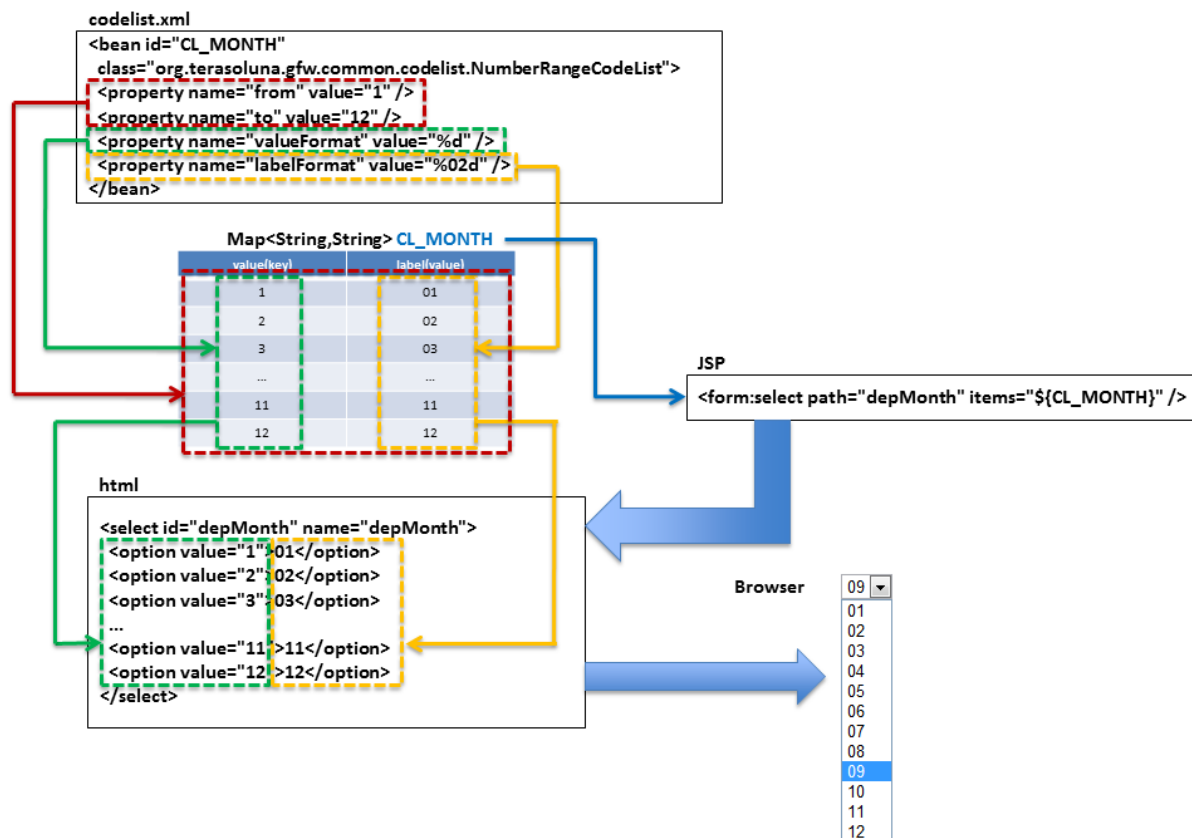 codelist.xml
<bean id="CL_MONTH"
class="org.terasoluna.gfw.common.codelist.NumberRangeCodeList">
<property name="from" value="1" />
<property name="to" value="12" />
<property name="valueFormat" value="%d" />
<property name="labelFormat" value="%02d" />
</bean>
Map<String,String> CL_MONTH
value(key) label(value)
1 01
2 02
3 03
... ...
11 11
12 12
JSP
<form:select path="depMonth" items="${CL_MONTH}" />
html
<select id="depMonth" name="depMonth">
<option value="1">01</option>
<option value="2">02</option>
<option value="3">03</option>
...
<option value="11">11</option>
<option value="12">12</option>
</select>
Browser
09
01
02
03
04
05
06
07
08
09
10
11
12